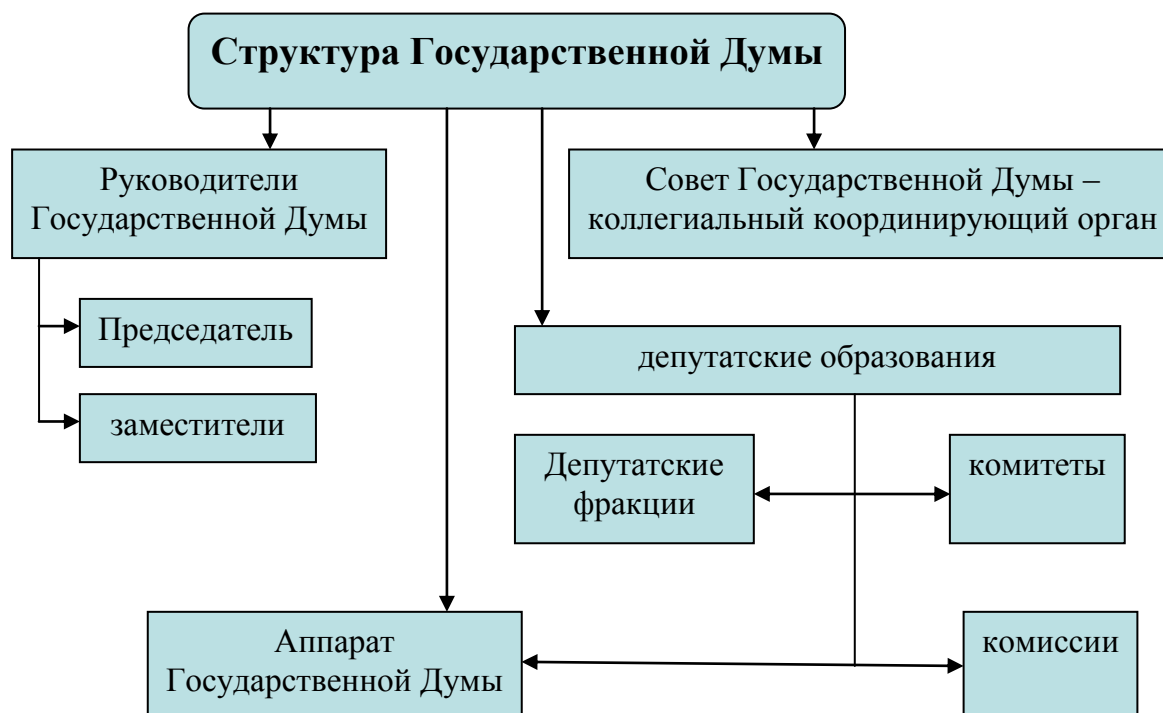 Структура Государственной Думы
Руководители
Государственной Думы
Совет Государственной Думы –
коллегиальный координирующий орган
Председатель
заместители
депутатские образования
Депутатские
фракции
комитеты
Аппарат
Государственной Думы
комиссии